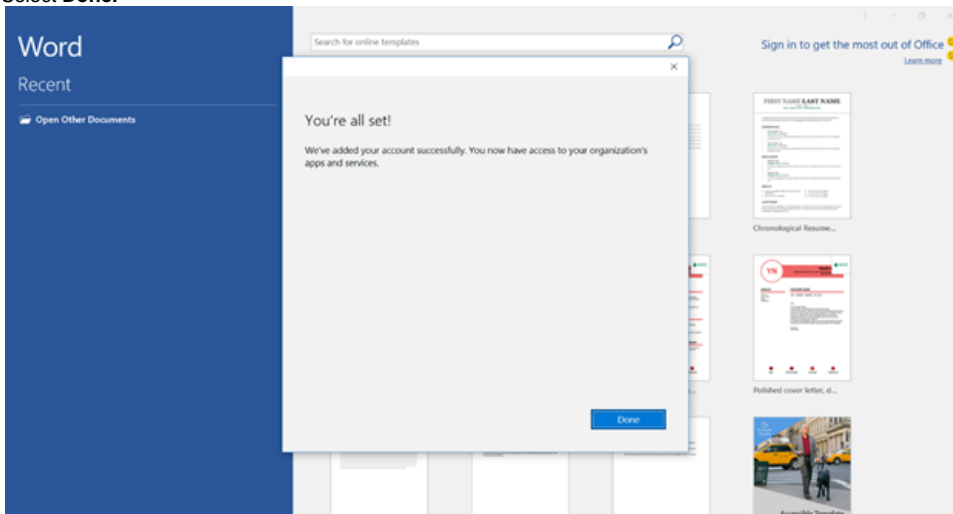 Select Done.
Word
Search for online templates
Sign in to get the most out of Office
Learn more
Recent
Open Other Documents
You're all set!
We've added your account successfully. You now have access to your organization's
apps and services.
Done
FIRST NAME LAST NAME
Chronological Resume...
YN
Polished cover letter, d...
Accessible Template